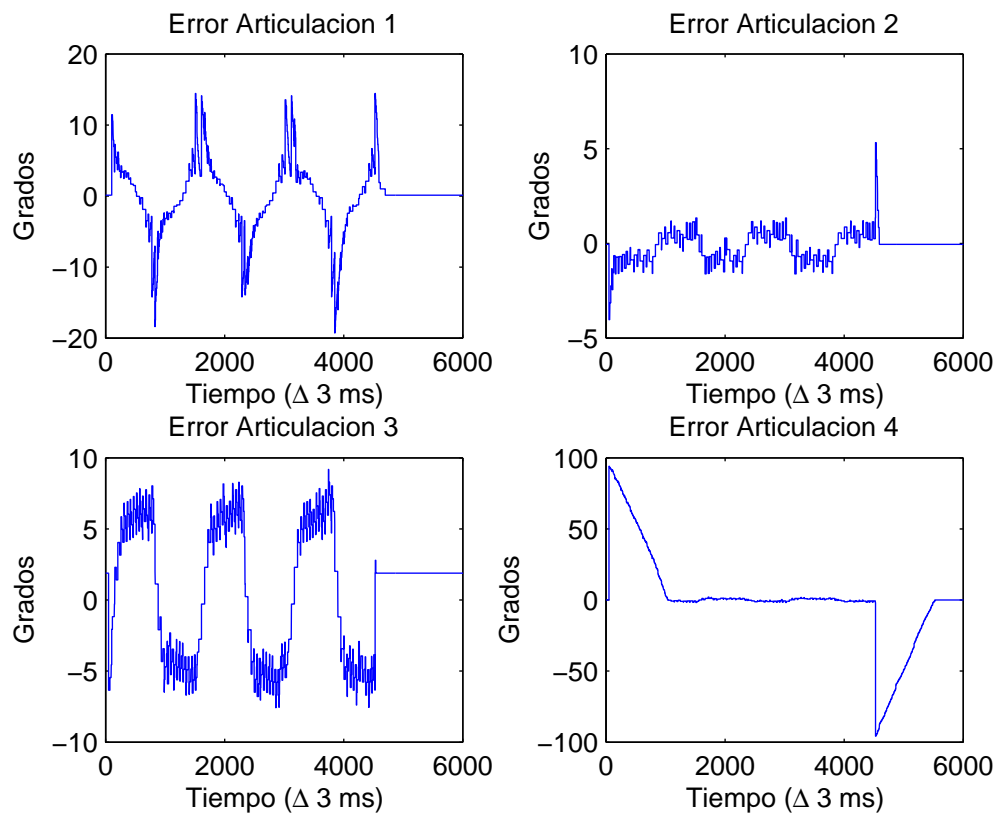 Error Articulacion 1
20
10
0
−10
−20
Grados
0 2000 4000 6000
Tiempo (Δ 3 ms)
Error Articulacion 2
10
5
0
−5
Grados
0 2000 4000 6000
Tiempo (Δ 3 ms)
Error Articulacion 3
10
5
0
−5
−10
Grados
0 2000 4000 6000
Tiempo (Δ 3 ms)
Error Articulacion 4
100
50
0
−50
−100
Grados
0 2000 4000 6000
Tiempo (Δ 3 ms)